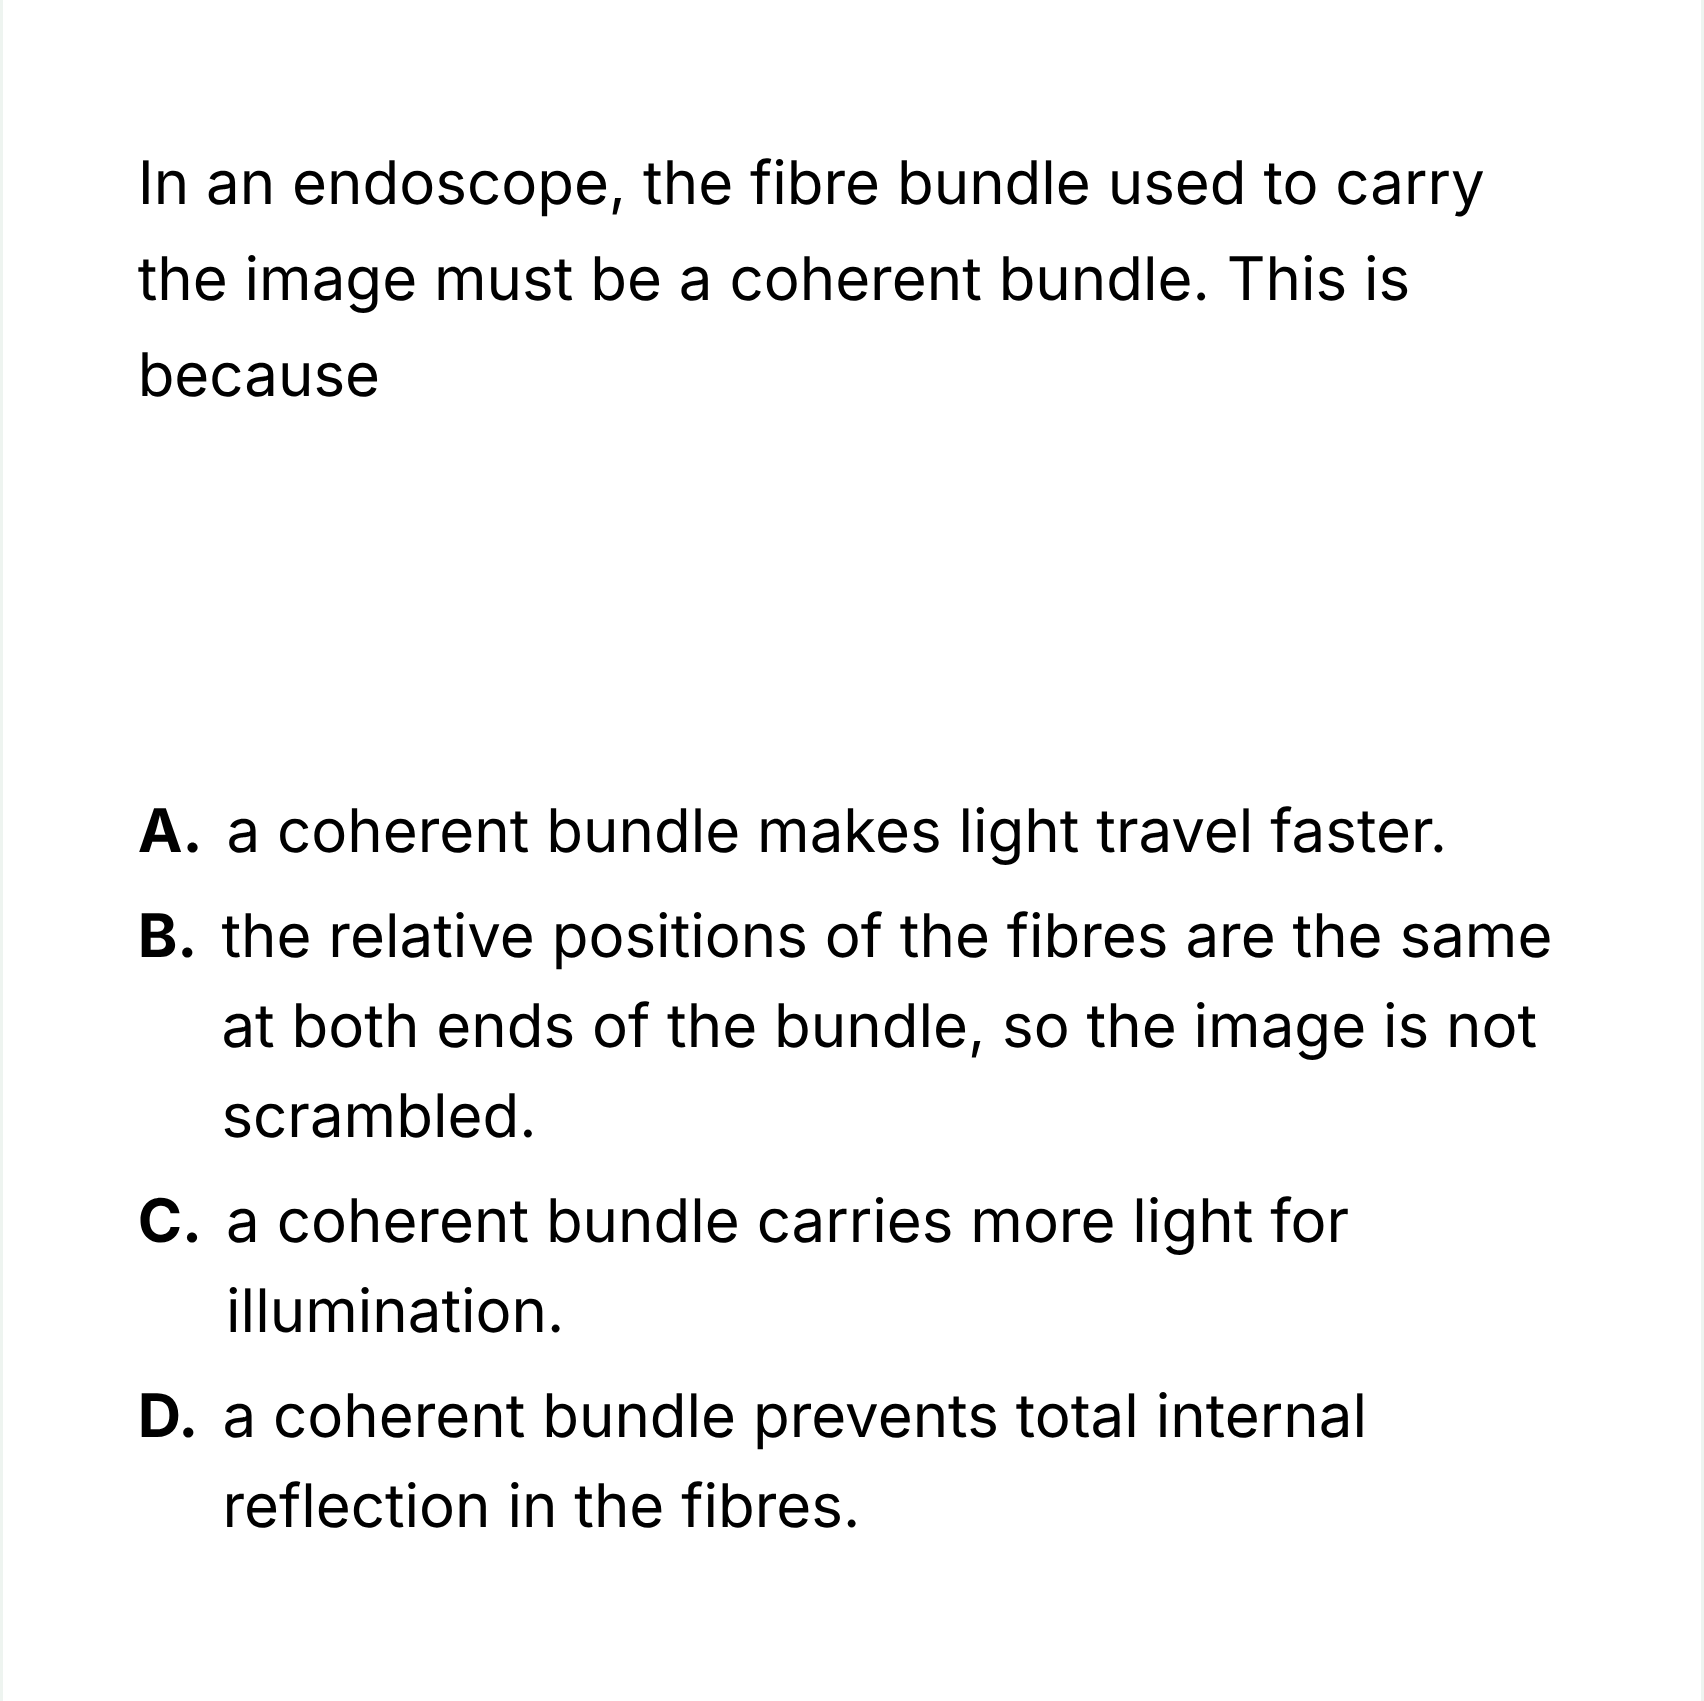 In an endoscope, the fibre bundle used to carry
the image must be a coherent bundle. This is
because
A. a coherent bundle makes light travel faster.
B. the relative positions of the fibres are the same
at both ends of the bundle, so the image is not
scrambled.
C. a coherent bundle carries more light for
illumination.
D. a coherent bundle prevents total internal
reflection in the fibres.